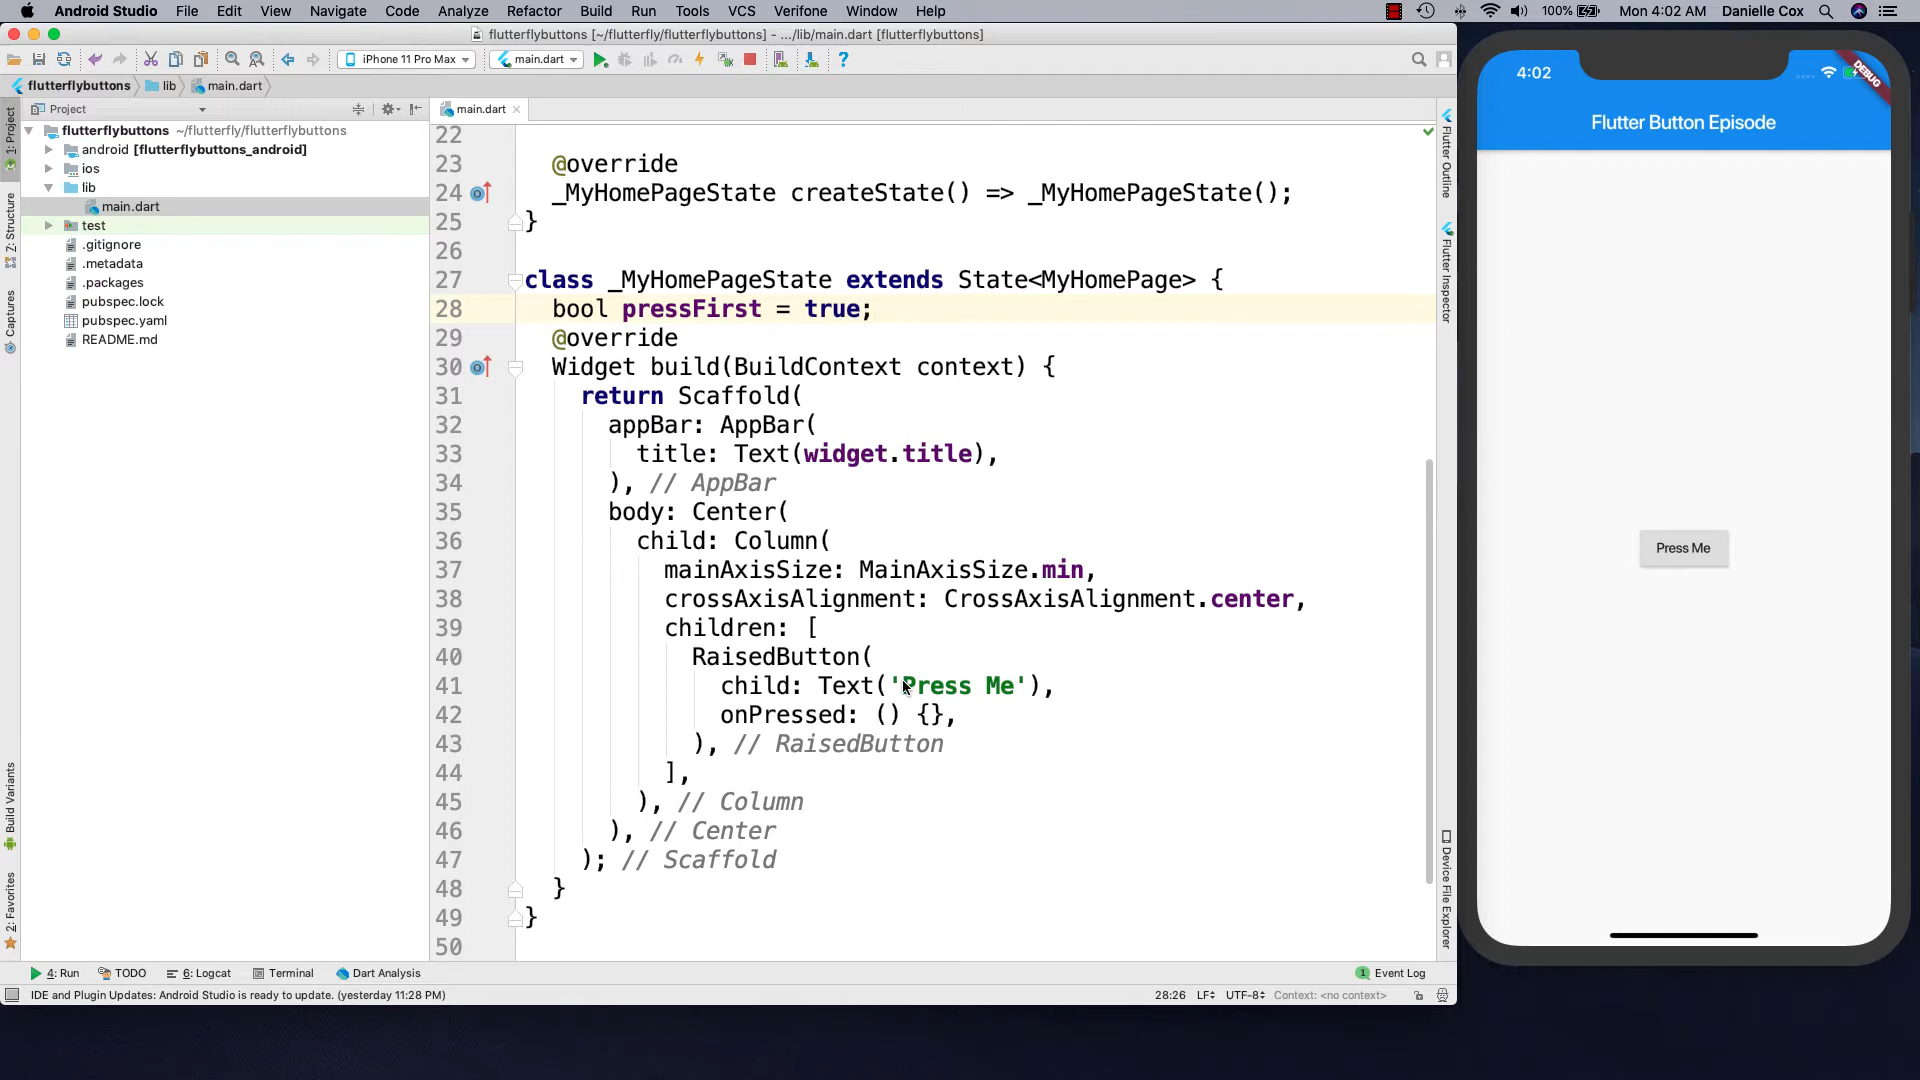 Android Studio File Edit View Navigate Code Analyze Refactor Build Run Tools VCS Verifone Window Help 100% Mon 4:02 AM Danielle Cox
flutterflybuttons [~/flutterfly/flutterflybuttons] - .../lib/main.dart [flutterflybuttons]
iPhone 11 Pro Max main.dart
flutterflybuttons lib main.dart
Project
main.dart
1: Project
Z: Structure
Captures
Build Variants
2: Favorites
flutterflybuttons ~/flutterfly/flutterflybuttons
android [flutterflybuttons_android]
ios
lib
main.dart
test
.gitignore
.metadata
.packages
pubspec.lock
pubspec.yaml
README.md
22
23 @override
24 _MyHomePageState createState() => _MyHomePageState();
25 }
26
27 class _MyHomePageState extends State<MyHomePage> {
28 bool pressFirst = true;
29 @override
30 Widget build(BuildContext context) {
31 return Scaffold(
32 appBar: AppBar(
33 title: Text(widget.title),
34 ), // AppBar
35 body: Center(
36 child: Column(
37 mainAxisSize: MainAxisSize.min,
38 crossAxisAlignment: CrossAxisAlignment.center,
39 children: [
40 RaisedButton(
41 child: Text('Press Me'),
42 onPressed: () {},
43 ), // RaisedButton
44 ],
45 ), // Column
46 ), // Center
47 ); // Scaffold
48 }
49 }
50
Flutter Outline
Flutter Inspector
Device File Explorer
4: Run TODO 6: Logcat Terminal Dart Analysis 1 Event Log
IDE and Plugin Updates: Android Studio is ready to update. (yesterday 11:28 PM) 28:26 LF UTF-8 Context: <no context>
4:02
DEBUG
Flutter Button Episode
Press Me